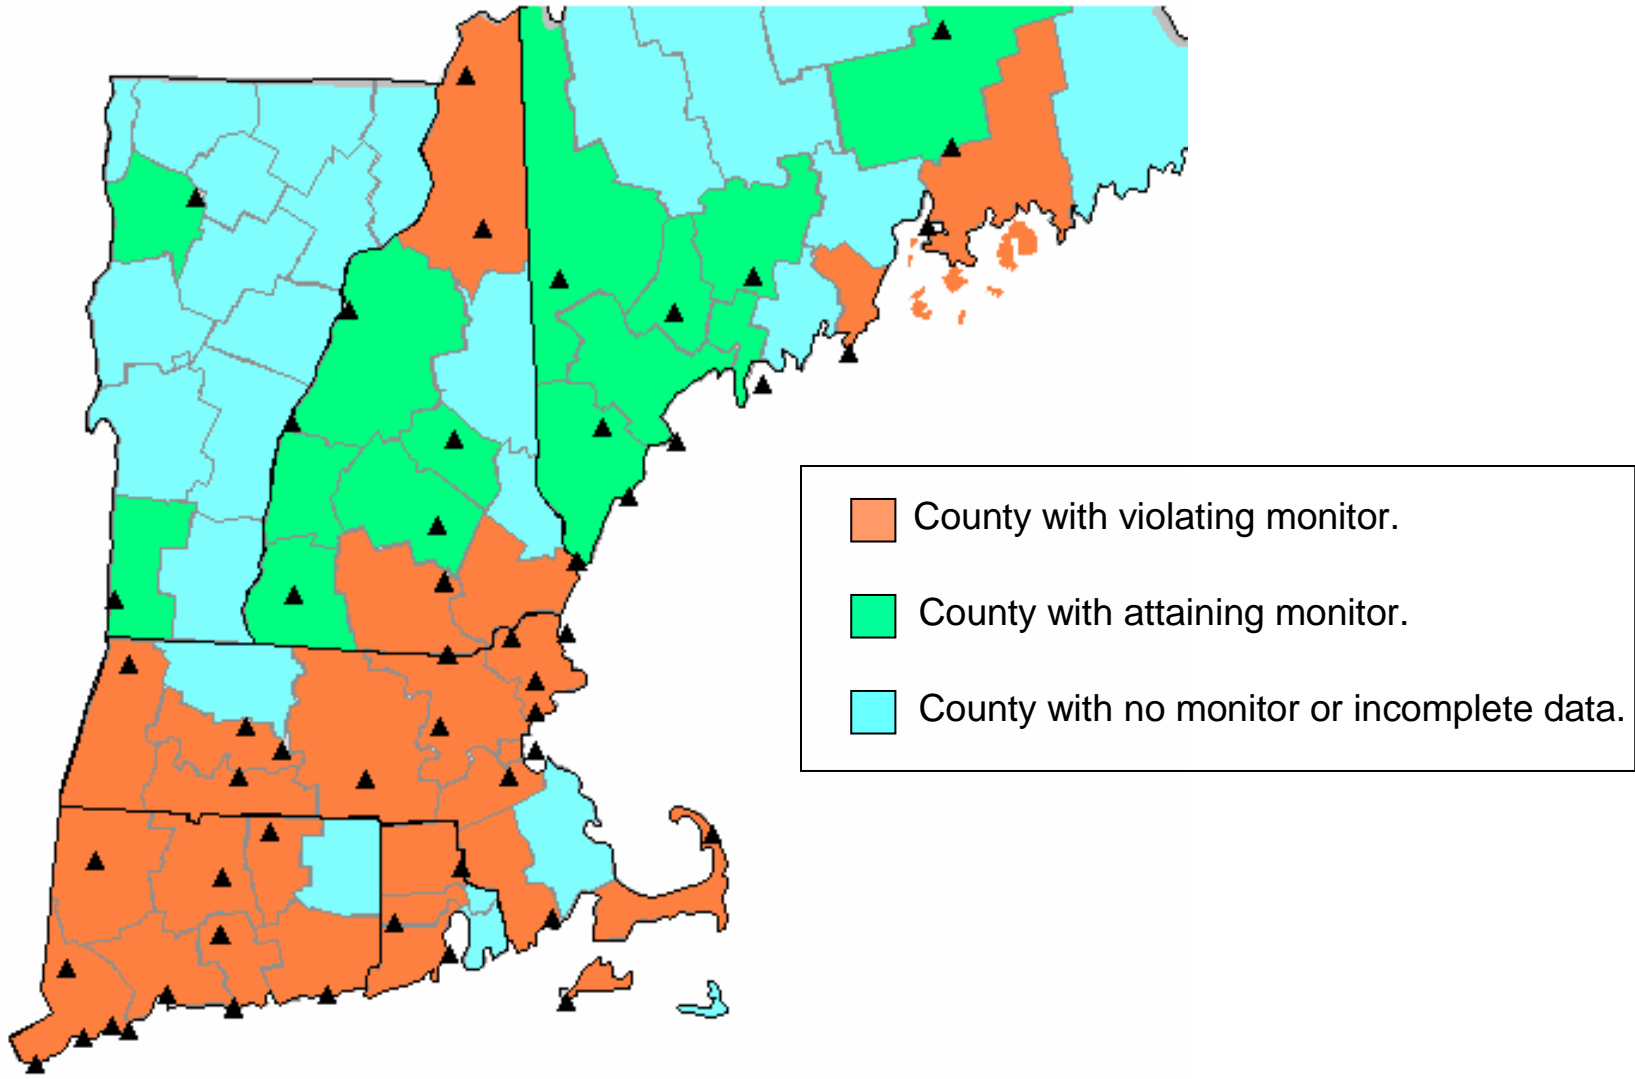 County with violating monitor.
County with attaining monitor.
County with no monitor or incomplete data.